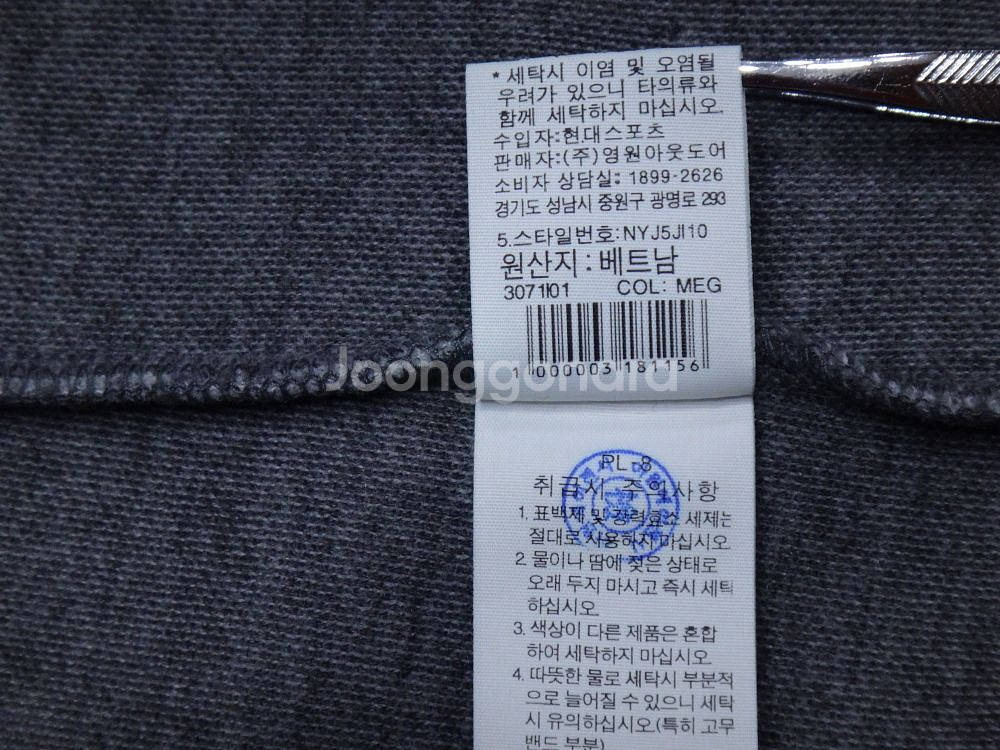 * 세탁시 이염 및 오염될
우려가 있으니 타의류와
함께 세탁하지 마십시오.
수입자:현대스포츠
판매자:(주)영원아웃도어
소비자 상담실: 1899-2626
경기도 성남시 중원구 광명로 293
5.스타일번호:NYJ5JI10
원산지 : 베트남
3071I01 COL: MEG
1 000003 181156
Joonggonara
PL-8
취급시 주의사항
1. 표백제 및 강력효소 세제는
절대로 사용하지 마십시오
2. 물이나 땀에 젖은 상태로
오래 두지 마시고 즉시 세탁
하십시오
3. 색상이 다른 제품은 혼합
하여 세탁하지 마십시오
4. 따뜻한 물로 세탁시 부분적
으로 늘어질 수 있으니 세탁
시 유의하십시오.(특히 고무
밴드 부분)